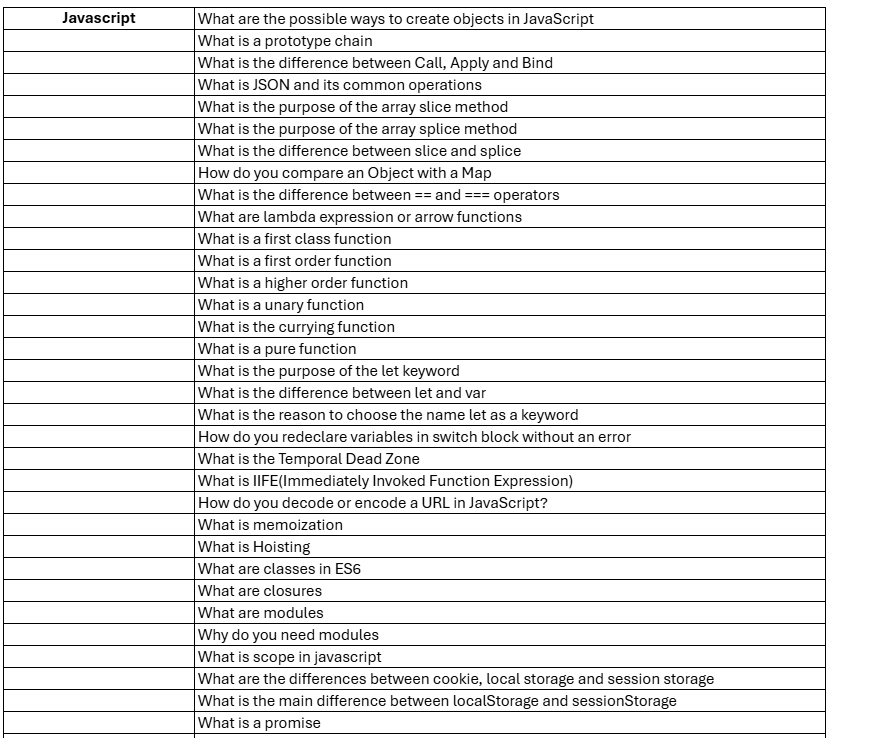 Javascript What are the possible ways to create objects in JavaScript
What is a prototype chain
What is the difference between Call, Apply and Bind
What is JSON and its common operations
What is the purpose of the array slice method
What is the purpose of the array splice method
What is the difference between slice and splice
How do you compare an Object with a Map
What is the difference between == and === operators
What are lambda expression or arrow functions
What is a first class function
What is a first order function
What is a higher order function
What is a unary function
What is the currying function
What is a pure function
What is the purpose of the let keyword
What is the difference between let and var
What is the reason to choose the name let as a keyword
How do you redeclare variables in switch block without an error
What is the Temporal Dead Zone
What is IIFE(Immediately Invoked Function Expression)
How do you decode or encode a URL in JavaScript?
What is memoization
What is Hoisting
What are classes in ES6
What are closures
What are modules
Why do you need modules
What is scope in javascript
What are the differences between cookie, local storage and session storage
What is the main difference between localStorage and sessionStorage
What is a promise